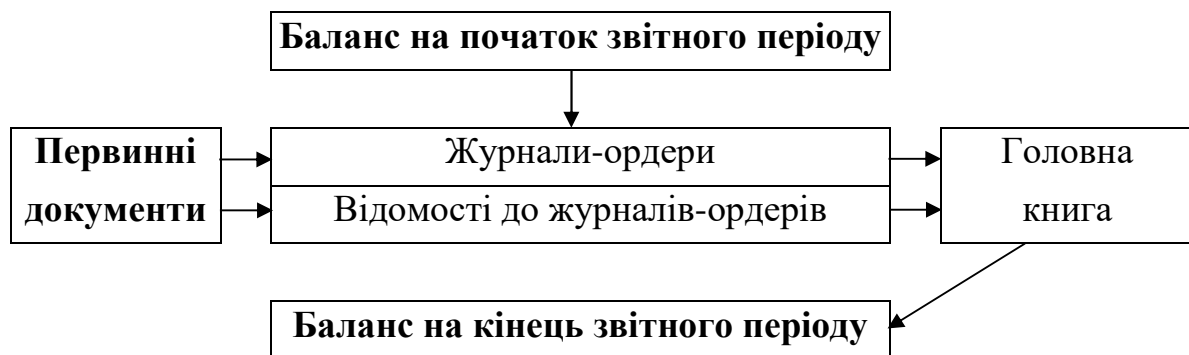 Баланс на початок звітного періоду
Первинні
документи
Журнали-ордери
Відомості до журналів-ордерів
Головна
книга
Баланс на кінець звітного періоду